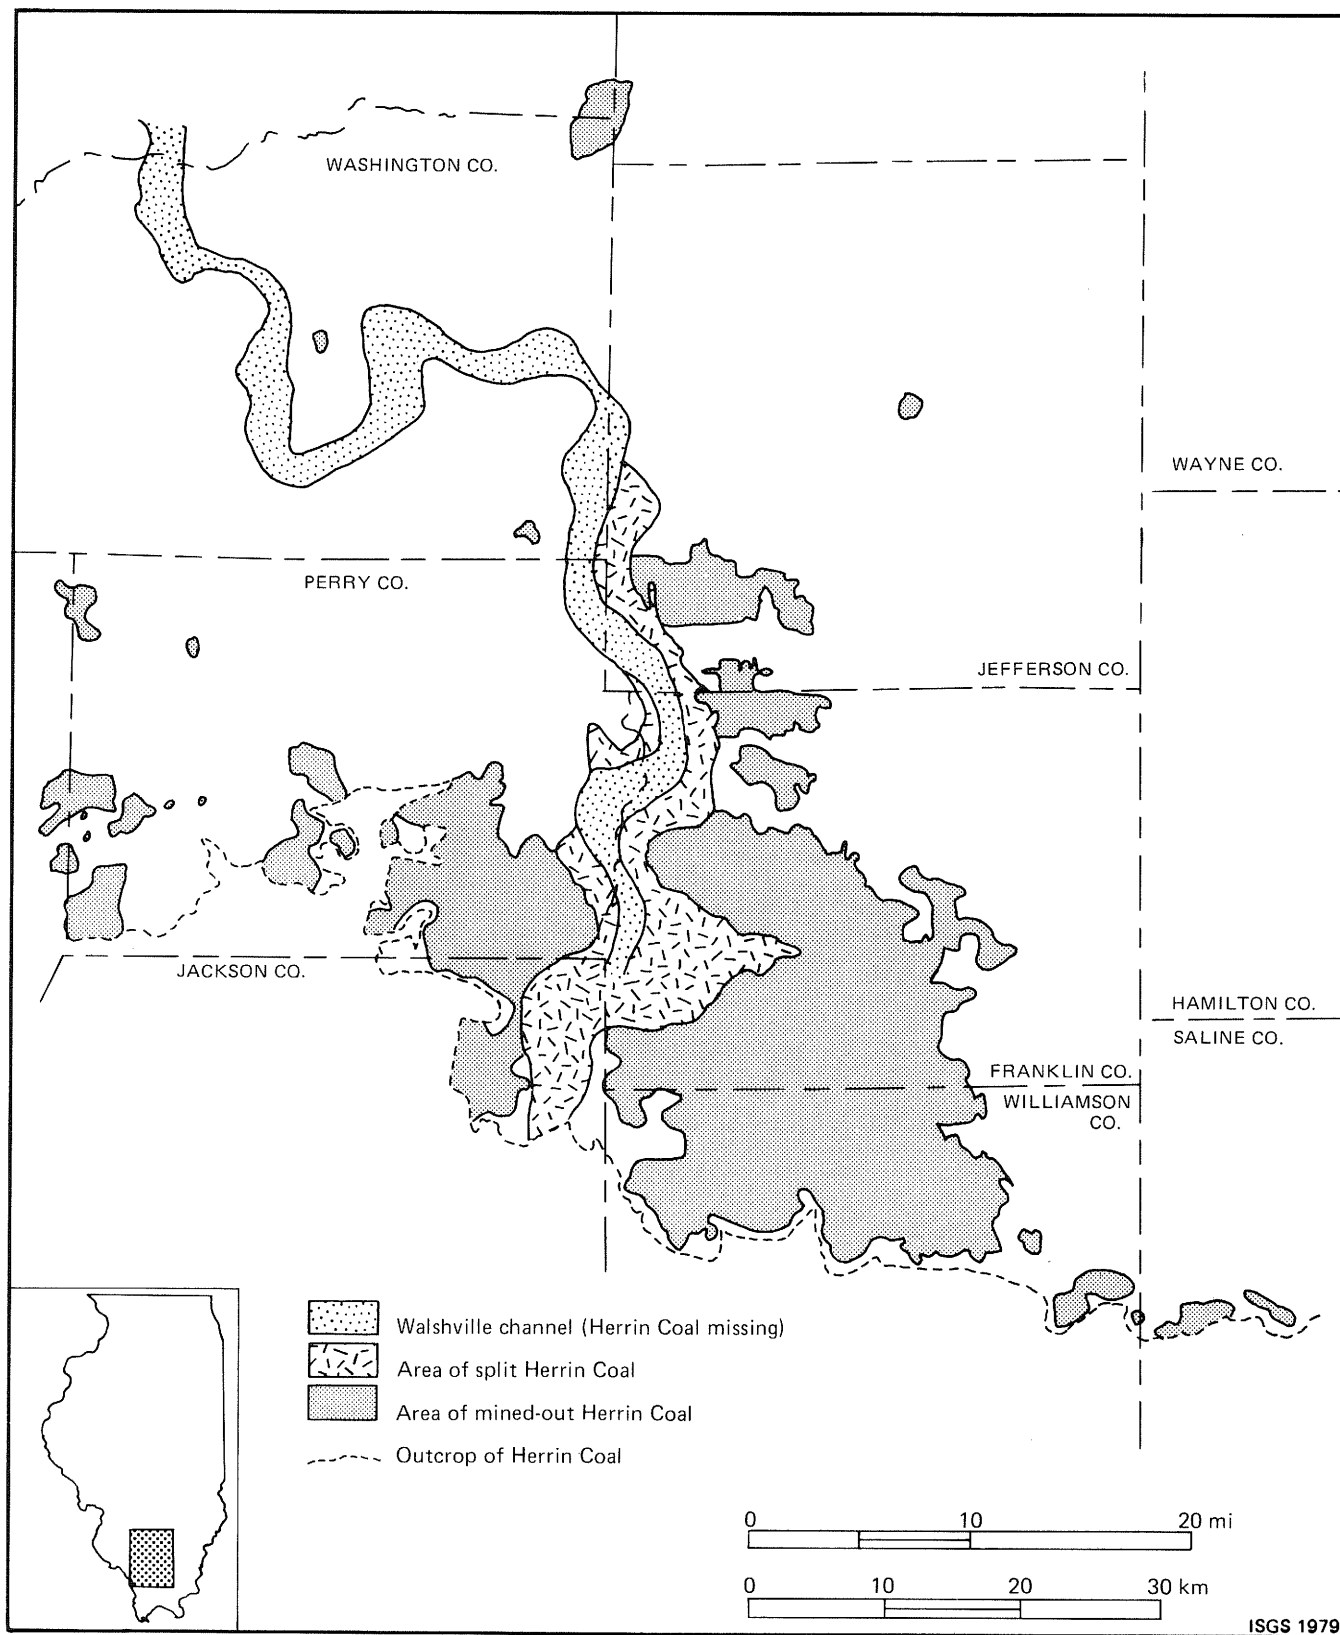 WASHINGTON CO.
WAYNE CO.
PERRY CO.
JEFFERSON CO.
JACKSON CO.
HAMILTON CO.
SALINE CO.
FRANKLIN CO.
WILLIAMSON
CO.
Walshville channel (Herrin Coal missing)
Area of split Herrin Coal
Area of mined-out Herrin Coal
Outcrop of Herrin Coal
0 10 20 mi
0 10 20 30 km
ISGS 1979